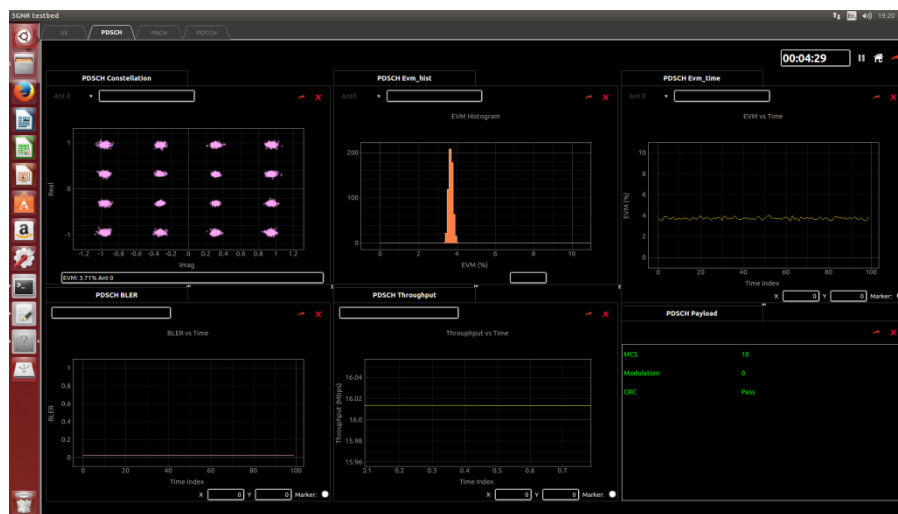 5GNR testbed
En
19:20
UE
PDSCH
PBCH
PDCCH
00:04:29
PDSCH Constellation
Ant 0
Real
1
0
-1
-1.2 -1 -0.8 -0.6 -0.4 -0.2 0 0.2 0.4 0.6 0.8 1 1.2
Imag
EVM: 3.71% Ant 0
PDSCH Evm_hist
Ant0
EVM Histogram
200
100
0
0 2 4 6 8 10
EVM (%)
PDSCH Evm_time
Ant 0
EVM vs Time
EVM (%)
10
8
6
4
2
0
0 20 40 60 80 100
Time Index
X 0 Y 0 Marker:
PDSCH BLER
BLER vs Time
BLER
1
0.8
0.6
0.4
0.2
0
0 20 40 60 80 100
Time Index
X 0 Y 0 Marker:
PDSCH Throughput
Throughput vs Time
Throughput (Mbps)
16.04
16.02
16.0
15.98
15.96
0.1 0.2 0.3 0.4 0.5 0.6 0.7
Time Index
X 0 Y 0 Marker:
PDSCH Payload
MCS 10
Modulation 0
CRC Pass